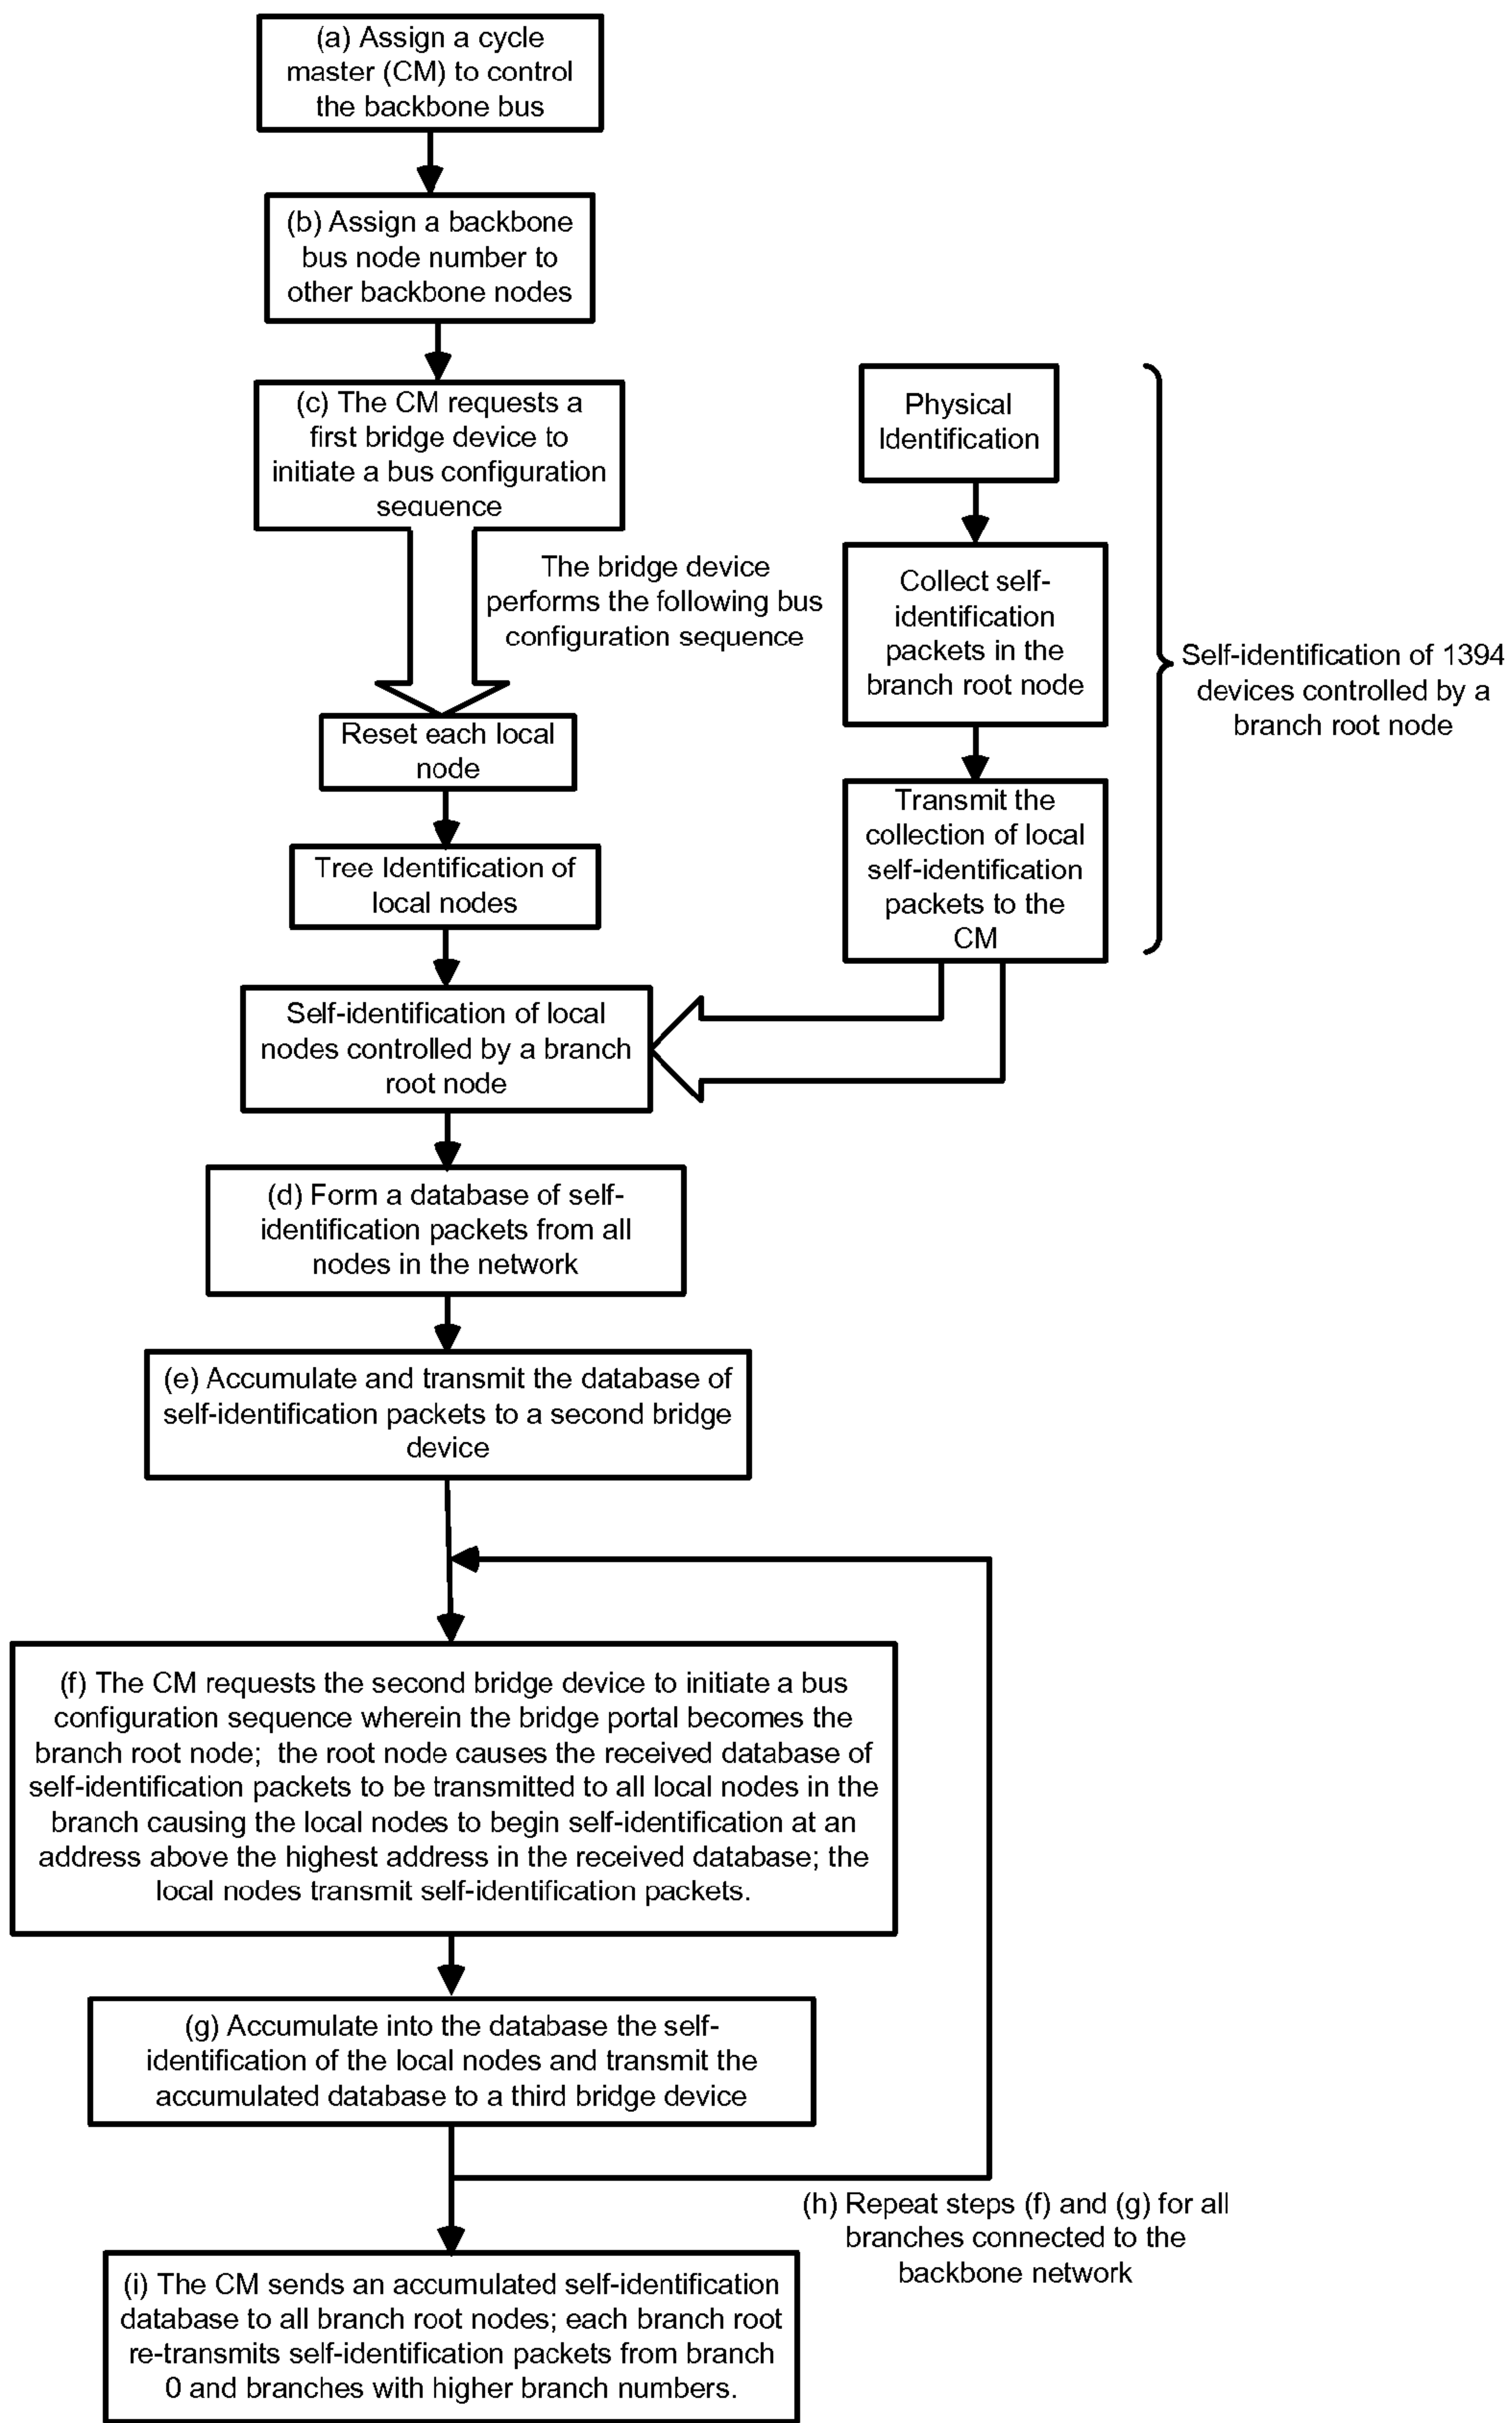 (a) Assign a cycle
master (CM) to control
the backbone bus
(b) Assign a backbone
bus node number to
other backbone nodes
(c) The CM requests a
first bridge device to
initiate a bus configuration
sequence
The bridge device
performs the following bus
configuration sequence
Physical
Identification
Collect self-
identification
packets in the
branch root node
Transmit the
collection of local
self-identification
packets to the
CM
Self-identification of 1394
devices controlled by a
branch root node
Reset each local
node
Tree Identification of
local nodes
Self-identification of local
nodes controlled by a branch
root node
(d) Form a database of self-
identification packets from all
nodes in the network
(e) Accumulate and transmit the database of
self-identification packets to a second bridge
device
(f) The CM requests the second bridge device to initiate a bus
configuration sequence wherein the bridge portal becomes the
branch root node;  the root node causes the received database of
self-identification packets to be transmitted to all local nodes in the
branch causing the local nodes to begin self-identification at an
address above the highest address in the received database; the
local nodes transmit self-identification packets.
(g) Accumulate into the database the self-
identification of the local nodes and transmit the
accumulated database to a third bridge device
(h) Repeat steps (f) and (g) for all
branches connected to the
backbone network
(i) The CM sends an accumulated self-identification
database to all branch root nodes; each branch root
re-transmits self-identification packets from branch
0 and branches with higher branch numbers.